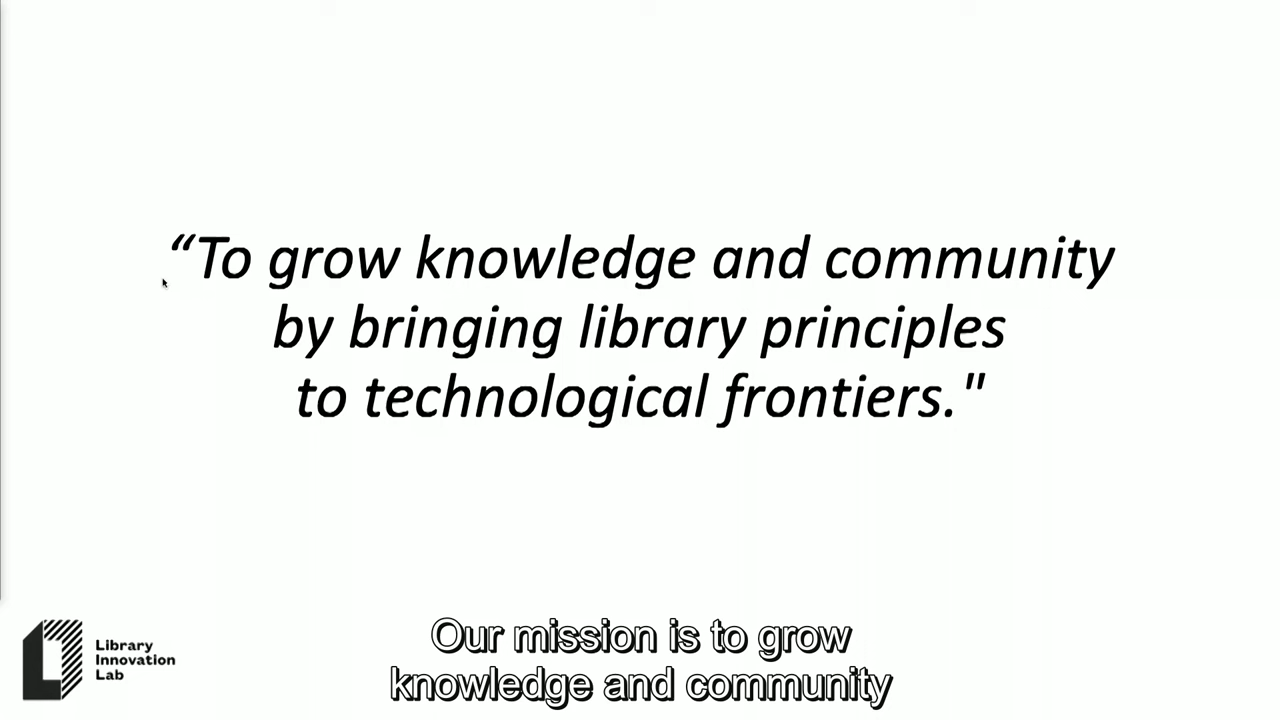 “To grow knowledge and community
by bringing library principles
to technological frontiers."
Library
Innovation
Lab
Our mission is to grow
knowledge and community